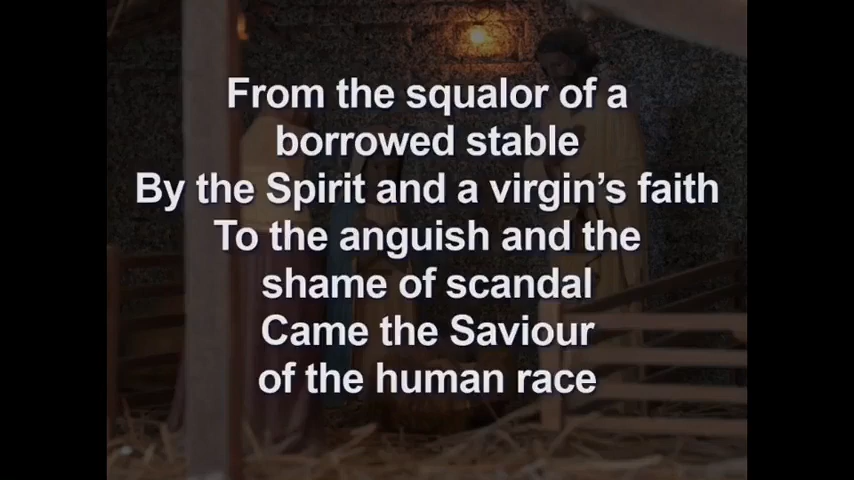 From the squalor of a
borrowed stable
By the Spirit and a virgin’s faith
To the anguish and the
shame of scandal
Came the Saviour
of the human race